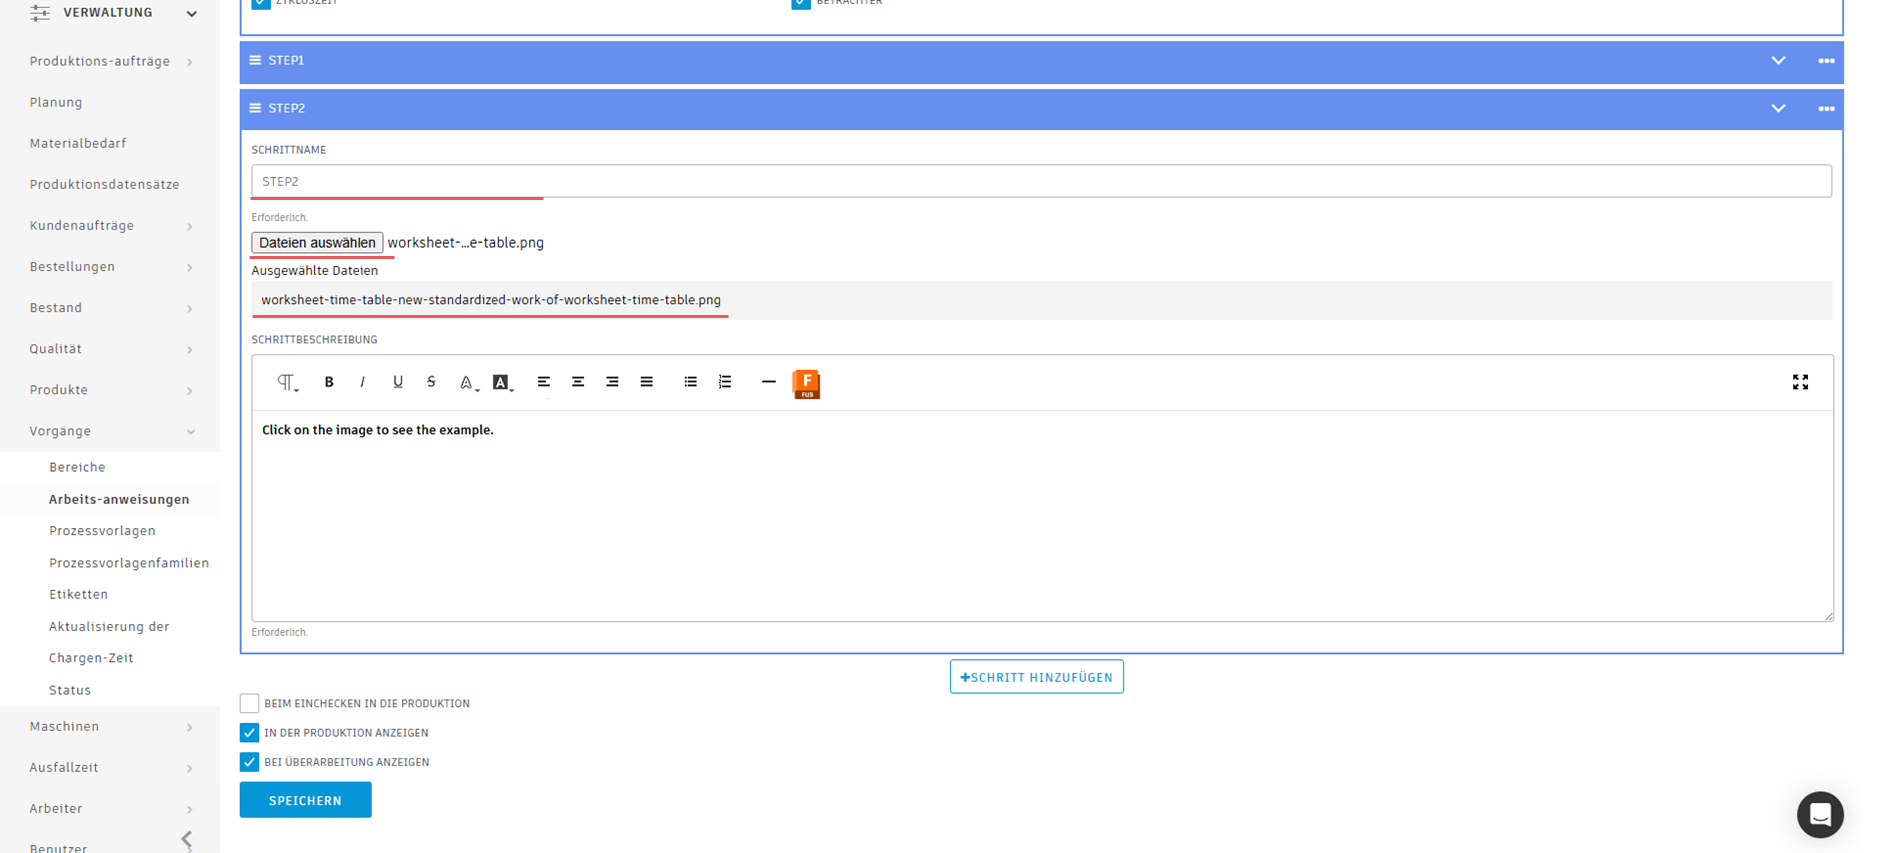 VERWALTUNG
Produktions-aufträge
Planung
Materialbedarf
Produktionsdatensätze
Kundenaufträge
Bestellungen
Bestand
Qualität
Produkte
Vorgänge
Bereiche
Arbeits-anweisungen
Prozessvorlagen
Prozessvorlagenfamilien
Etiketten
Aktualisierung der
Chargen-Zeit
Status
Maschinen
Ausfallzeit
Arbeiter
Benutzer
ZYKLUSZEIT
BETRACHTER
STEP1
STEP2
SCHRITTNAME
STEP2
Erforderlich.
Dateien auswählen worksheet-...e-table.png
Ausgewählte Dateien
worksheet-time-table-new-standardized-work-of-worksheet-time-table.png
SCHRITTBESCHREIBUNG
B I U S A A F FUS
Click on the image to see the example.
Erforderlich.
+SCHRITT HINZUFÜGEN
BEIM EINCHECKEN IN DIE PRODUKTION
IN DER PRODUKTION ANZEIGEN
BEI ÜBERARBEITUNG ANZEIGEN
SPEICHERN